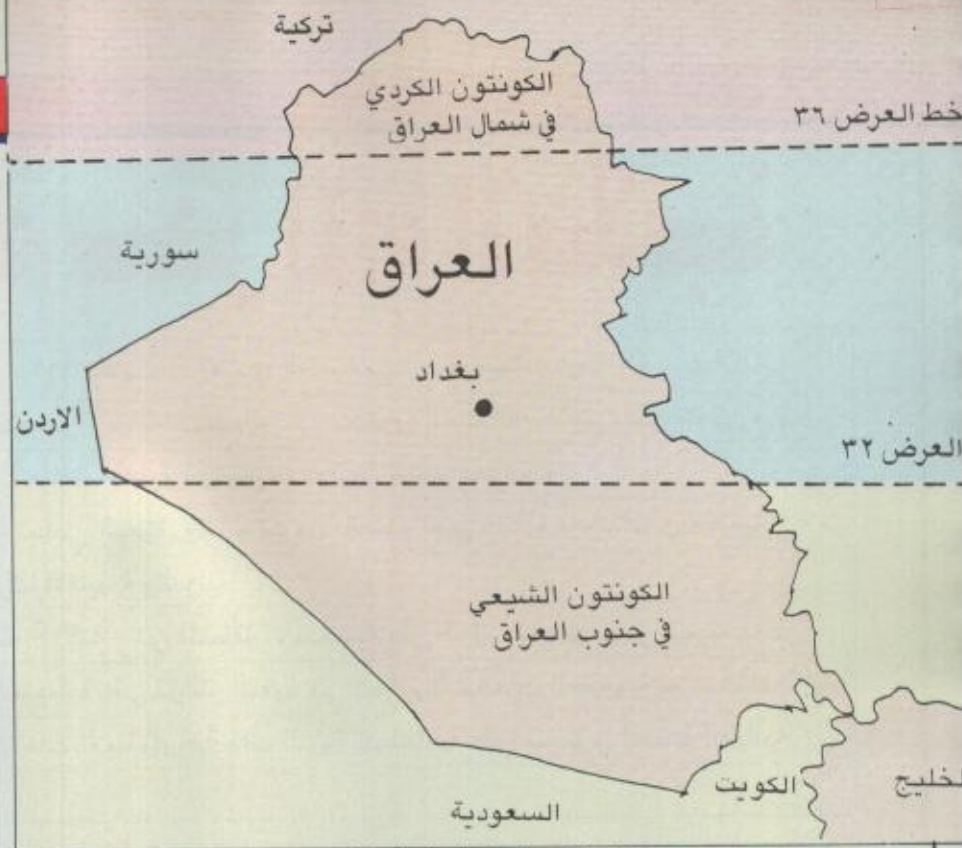 تركية
الكونتون الكردي
في شمال العراق
خط العرض ٣٦
سورية
العراق
بغداد
الاردن
العرض ٣٢
الكونتون الشيعي
في جنوب العراق
الكويت
لخليج
السعودية